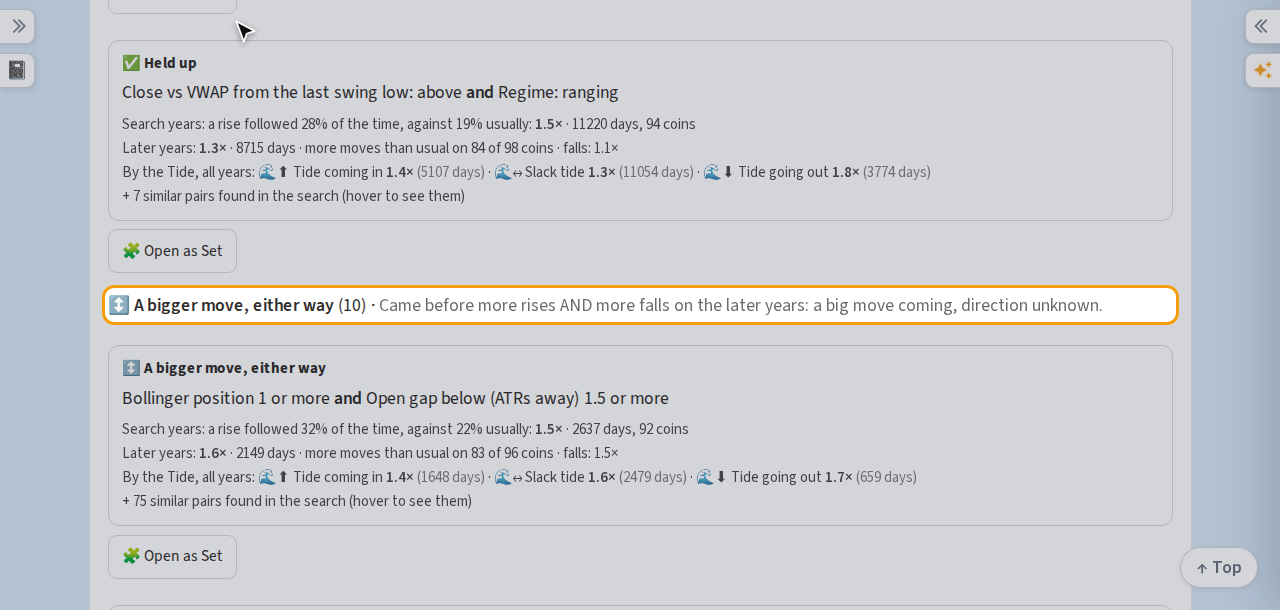 ✅ Held up
Close vs VWAP from the last swing low: above and Regime: ranging
Search years: a rise followed 28% of the time, against 19% usually: 1.5× · 11220 days, 94 coins
Later years: 1.3× · 8715 days · more moves than usual on 84 of 98 coins · falls: 1.1×
By the Tide, all years: 🌊⬆ Tide coming in 1.4× (5107 days) · 🌊↔Slack tide 1.3× (11054 days) · 🌊⬇ Tide going out 1.8× (3774 days)
+ 7 similar pairs found in the search (hover to see them)
🧩 Open as Set
↕️ A bigger move, either way (10) · Came before more rises AND more falls on the later years: a big move coming, direction unknown.
↕️ A bigger move, either way
Bollinger position 1 or more and Open gap below (ATRs away) 1.5 or more
Search years: a rise followed 32% of the time, against 22% usually: 1.5× · 2637 days, 92 coins
Later years: 1.6× · 2149 days · more moves than usual on 83 of 96 coins · falls: 1.5×
By the Tide, all years: 🌊⬆ Tide coming in 1.4× (1648 days) · 🌊↔Slack tide 1.6× (2479 days) · 🌊⬇ Tide going out 1.7× (659 days)
+ 75 similar pairs found in the search (hover to see them)
🧩 Open as Set
↑ Top